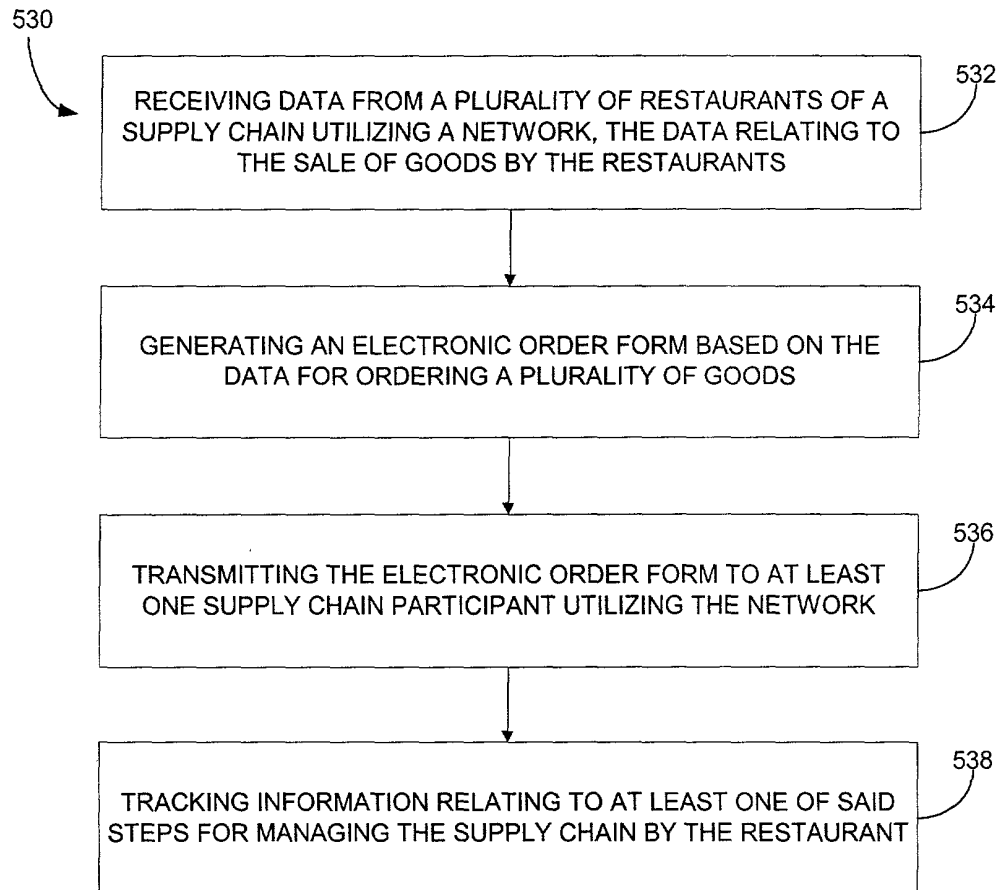 530
532
RECEIVING DATA FROM A PLURALITY OF RESTAURANTS OF A
SUPPLY CHAIN UTILIZING A NETWORK, THE DATA RELATING TO
THE SALE OF GOODS BY THE RESTAURANTS
534
GENERATING AN ELECTRONIC ORDER FORM BASED ON THE
DATA FOR ORDERING A PLURALITY OF GOODS
536
TRANSMITTING THE ELECTRONIC ORDER FORM TO AT LEAST
ONE SUPPLY CHAIN PARTICIPANT UTILIZING THE NETWORK
538
TRACKING INFORMATION RELATING TO AT LEAST ONE OF SAID
STEPS FOR MANAGING THE SUPPLY CHAIN BY THE RESTAURANT